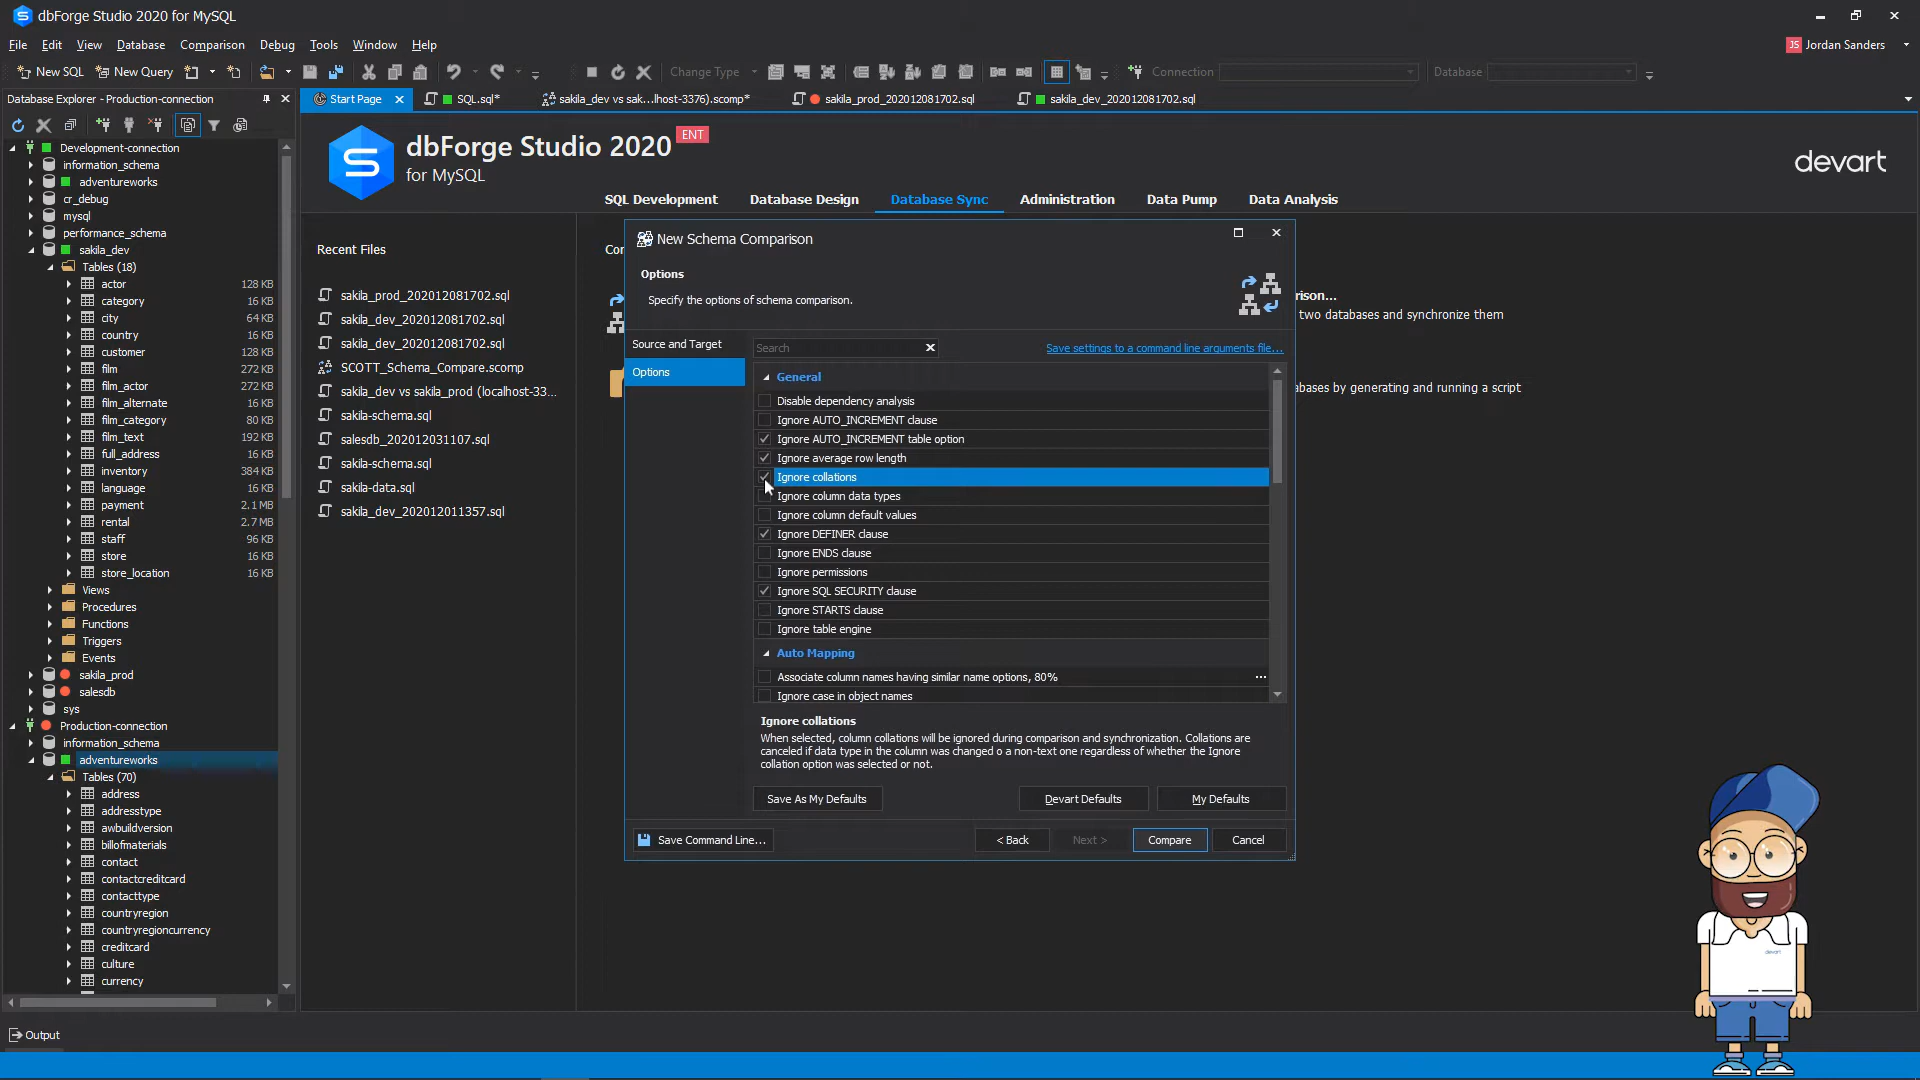 dbForge Studio 2020 for MySQL
File Edit View Database Comparison Debug Tools Window Help
JS Jordan Sanders
New SQL New Query Change Type Connection Database
Database Explorer - Production-connection
Start Page SQL.sql* sakila_dev vs sak...lhost-3376).scomp* sakila_prod_202012081702.sql sakila_dev_202012081702.sql
Development-connection
information_schema
adventureworks
cr_debug
mysql
performance_schema
sakila_dev
Tables (18)
actor 128 KB
category 16 KB
city 64 KB
country 16 KB
customer 128 KB
film 272 KB
film_actor 272 KB
film_alternate 16 KB
film_category 80 KB
film_text 192 KB
full_address 16 KB
inventory 384 KB
language 16 KB
payment 2.1 MB
rental 2.7 MB
staff 96 KB
store 16 KB
store_location 16 KB
Views
Procedures
Functions
Triggers
Events
sakila_prod
salesdb
sys
Production-connection
information_schema
adventureworks
Tables (70)
address
addresstype
awbuildversion
billofmaterials
contact
contactcreditcard
contacttype
countryregion
countryregioncurrency
creditcard
culture
currency
Output
S
dbForge Studio 2020 ENT
for MySQL
devart
SQL Development Database Design Database Sync Administration Data Pump Data Analysis
Recent Files
sakila_prod_202012081702.sql
sakila_dev_202012081702.sql
sakila_dev_202012081702.sql
SCOTT_Schema_Compare.scomp
sakila_dev vs sakila_prod (localhost-33...
sakila-schema.sql
salesdb_202012031107.sql
sakila-schema.sql
sakila-data.sql
sakila_dev_202012011357.sql
Cor
rison...
two databases and synchronize them
abases by generating and running a script
New Schema Comparison
Options
Specify the options of schema comparison.
Source and Target
Options
Search
Save settings to a command line arguments file...
General
Disable dependency analysis
Ignore AUTO_INCREMENT clause
Ignore AUTO_INCREMENT table option
Ignore average row length
Ignore collations
Ignore column data types
Ignore column default values
Ignore DEFINER clause
Ignore ENDS clause
Ignore permissions
Ignore SQL SECURITY clause
Ignore STARTS clause
Ignore table engine
Auto Mapping
Associate column names having similar name options, 80% ...
Ignore case in object names
Ignore collations
When selected, column collations will be ignored during comparison and synchronization. Collations are
canceled if data type in the column was changed o a non-text one regardless of whether the Ignore
collation option was selected or not.
Save As My Defaults Devart Defaults My Defaults
Save Command Line... < Back Next > Compare Cancel
devart